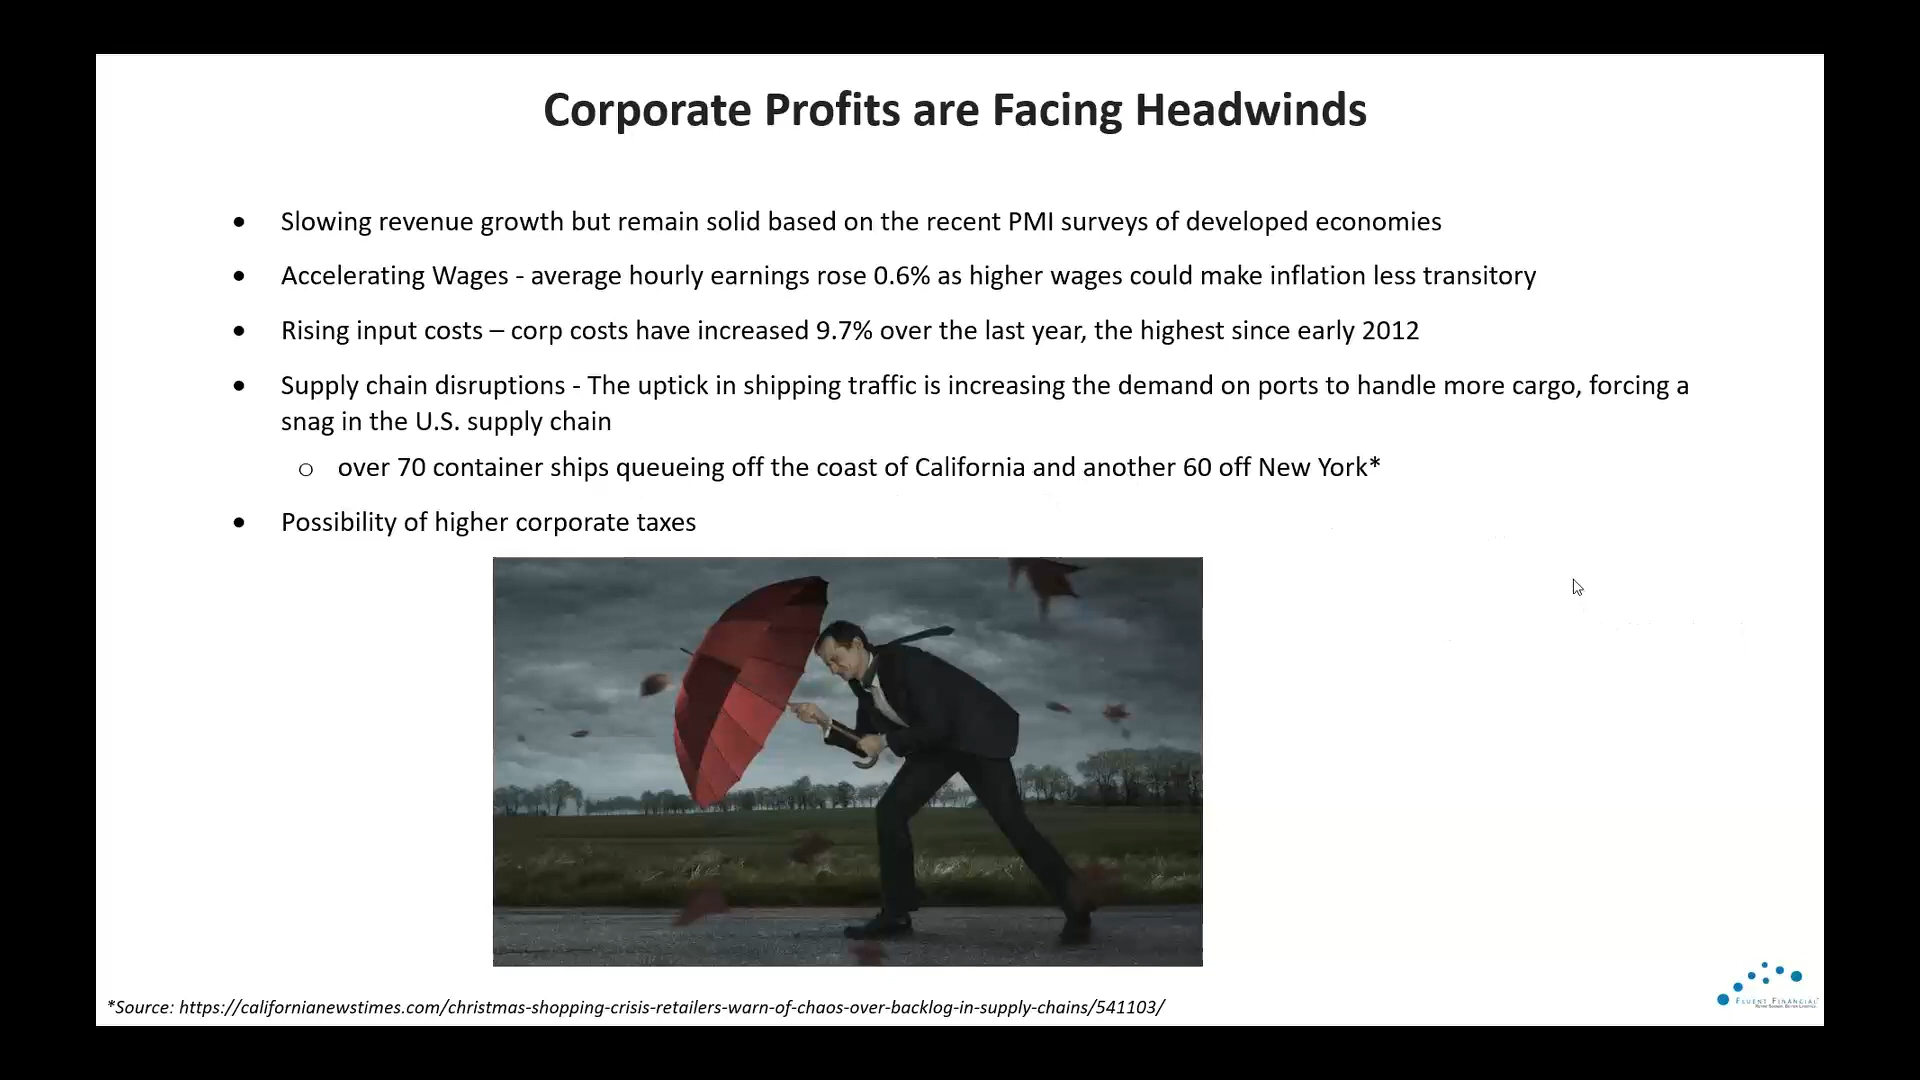 Corporate Profits are Facing Headwinds
• Slowing revenue growth but remain solid based on the recent PMI surveys of developed economies
• Accelerating Wages - average hourly earnings rose 0.6% as higher wages could make inflation less transitory
• Rising input costs – corp costs have increased 9.7% over the last year, the highest since early 2012
• Supply chain disruptions - The uptick in shipping traffic is increasing the demand on ports to handle more cargo, forcing a
snag in the U.S. supply chain
o over 70 container ships queueing off the coast of California and another 60 off New York*
• Possibility of higher corporate taxes
*Source: https://californianewstimes.com/christmas-shopping-crisis-retailers-warn-of-chaos-over-backlog-in-supply-chains/541103/
FLUENT FINANCIAL